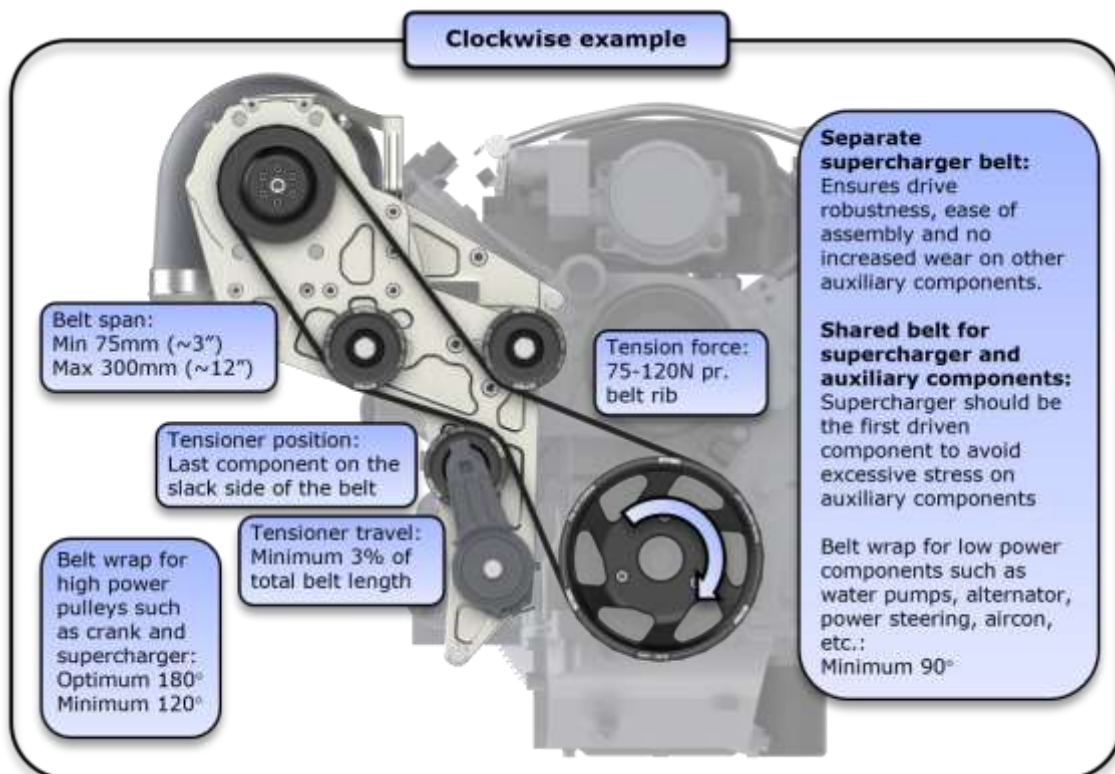 Clockwise example
Separate
supercharger belt:
Ensures drive
robustness, ease of
assembly and no
increased wear on other
auxiliary components.
Shared belt for
supercharger and
auxiliary components:
Supercharger should be
the first driven
component to avoid
excessive stress on
auxiliary components
Belt wrap for low power
components such as
water pumps, alternator,
power steering, aircon,
etc.:
Minimum 90°
Belt span:
Min 75mm (~3”)
Max 300mm (~12”)
Tension force:
75-120N pr.
belt rib
Tensioner position:
Last component on the
slack side of the belt
Tensioner travel:
Minimum 3% of
total belt length
Belt wrap for
high power
pulleys such
as crank and
supercharger:
Optimum 180°
Minimum 120°